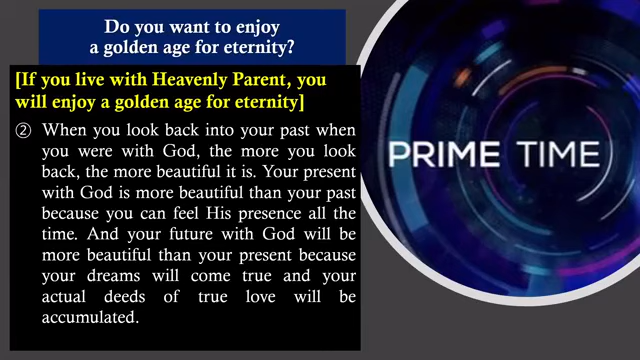 Do you want to enjoy
a golden age for eternity?
[If you live with Heavenly Parent, you
will enjoy a golden age for eternity]
② When you look back into your past when
you were with God, the more you look
back, the more beautiful it is. Your present
with God is more beautiful than your past
because you can feel His presence all the
time. And your future with God will be
more beautiful than your present because
your dreams will come true and your
actual deeds of true love will be
accumulated.
PRIME TIME